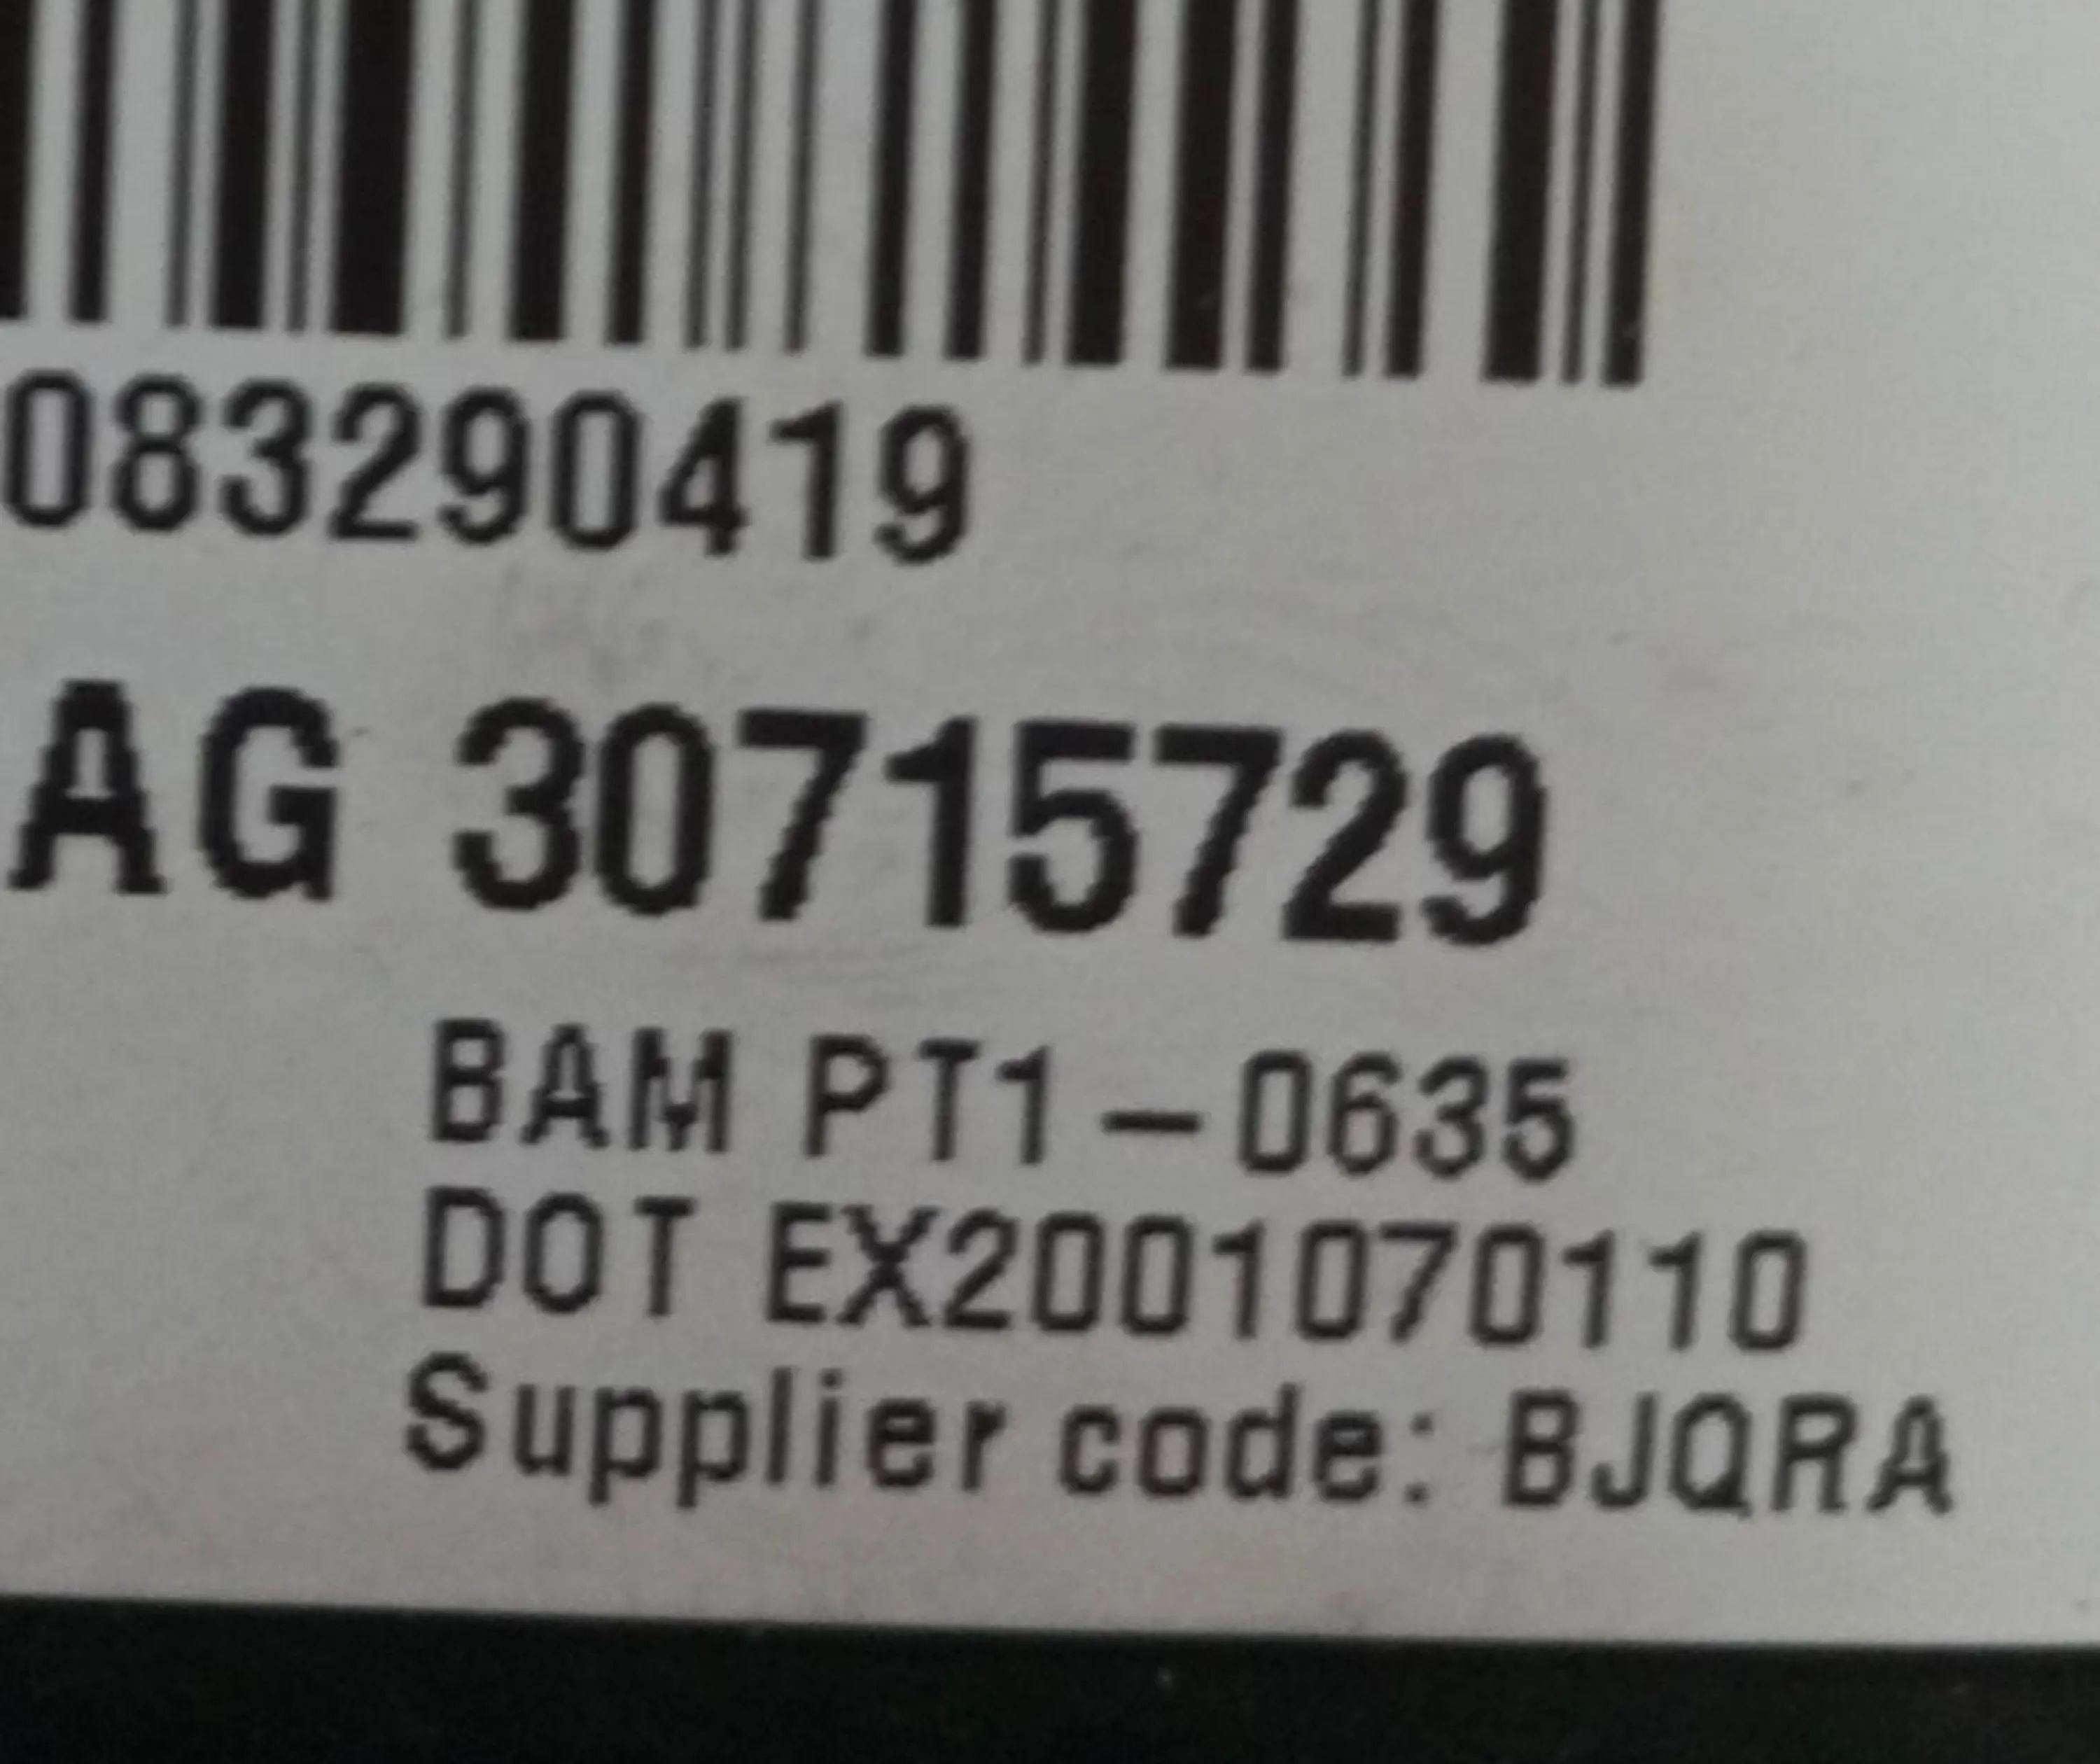 083290419
AG 30715729
BAM PT1-0635
DOT EX2001070110
Supplier code: BJQRA